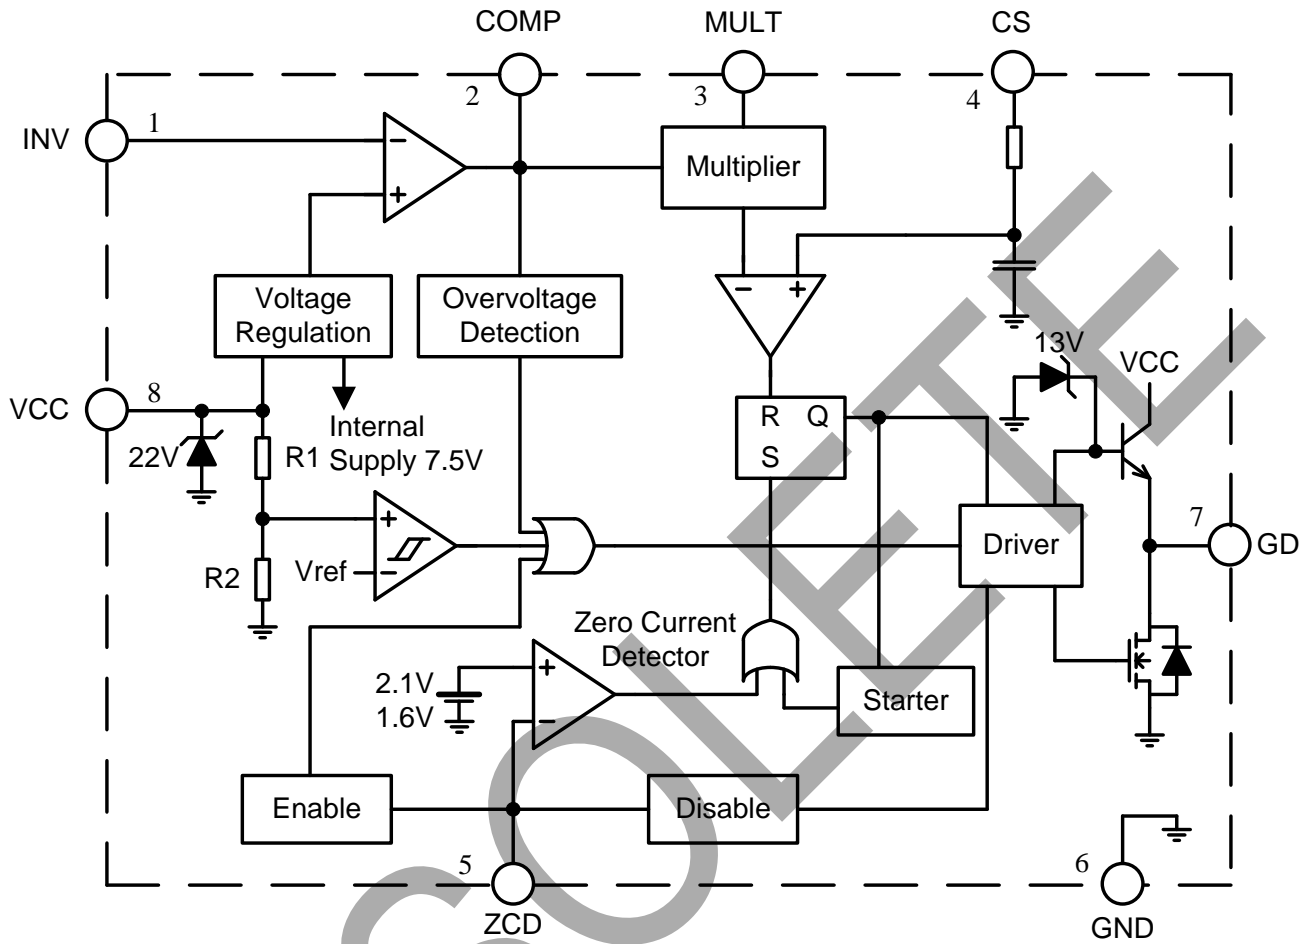 COMP
MULT
CS
2
3
4
INV
1
−
+
Multiplier
Voltage
Regulation
Overvoltage
Detection
− +
13V
VCC
VCC
8
22V
R1
Internal
Supply 7.5V
R Q
S
+
−
Vref
R2
Driver
7
GD
Zero Current
Detector
2.1V
1.6V
+
−
Starter
Enable
Disable
5
ZCD
6
GND
SOLETE